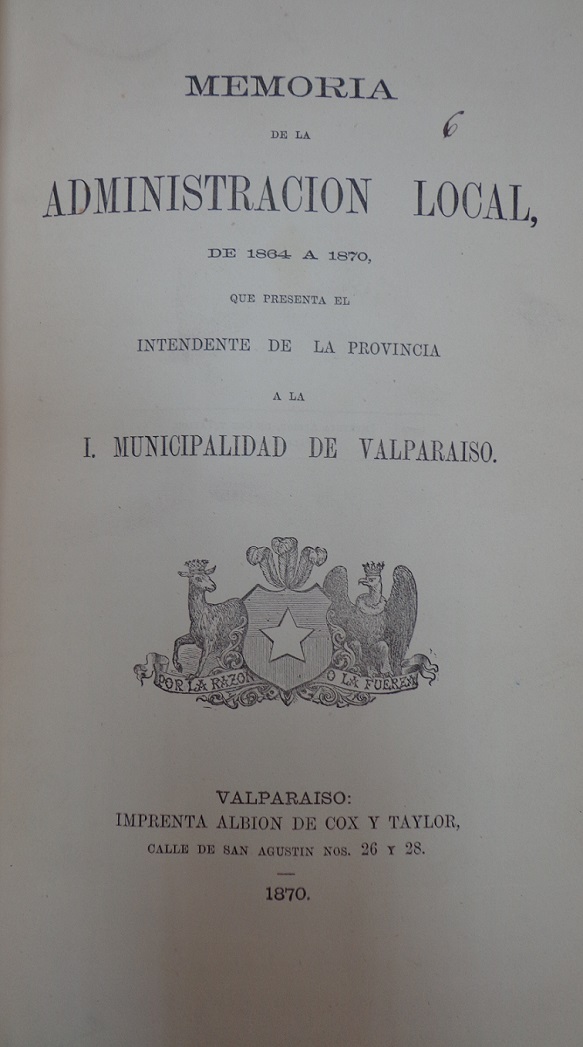 MEMORIA
6
DE LA
ADMINISTRACION LOCAL,
DE 1864 A 1870,
QUE PRESENTA EL
INTENDENTE DE LA PROVINCIA
A LA
I. MUNICIPALIDAD DE VALPARAISO.
POR LA RAZON O LA FUERZA
VALPARAISO:
IMPRENTA ALBION DE COX Y TAYLOR,
CALLE DE SAN AGUSTIN NOS. 26 Y 28.
1870.